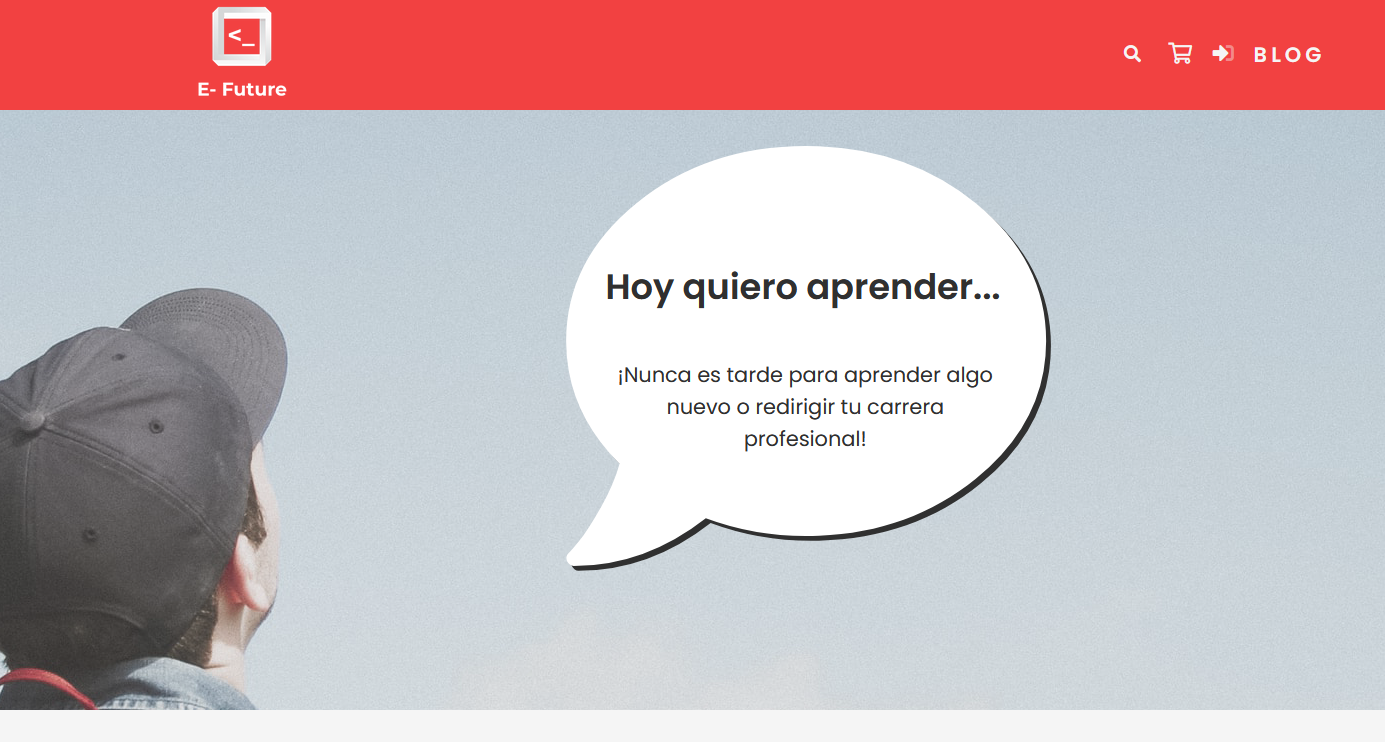 <_
E- Future
BLOG
Hoy quiero aprender...
¡Nunca es tarde para aprender algo
nuevo o redirigir tu carrera
profesional!